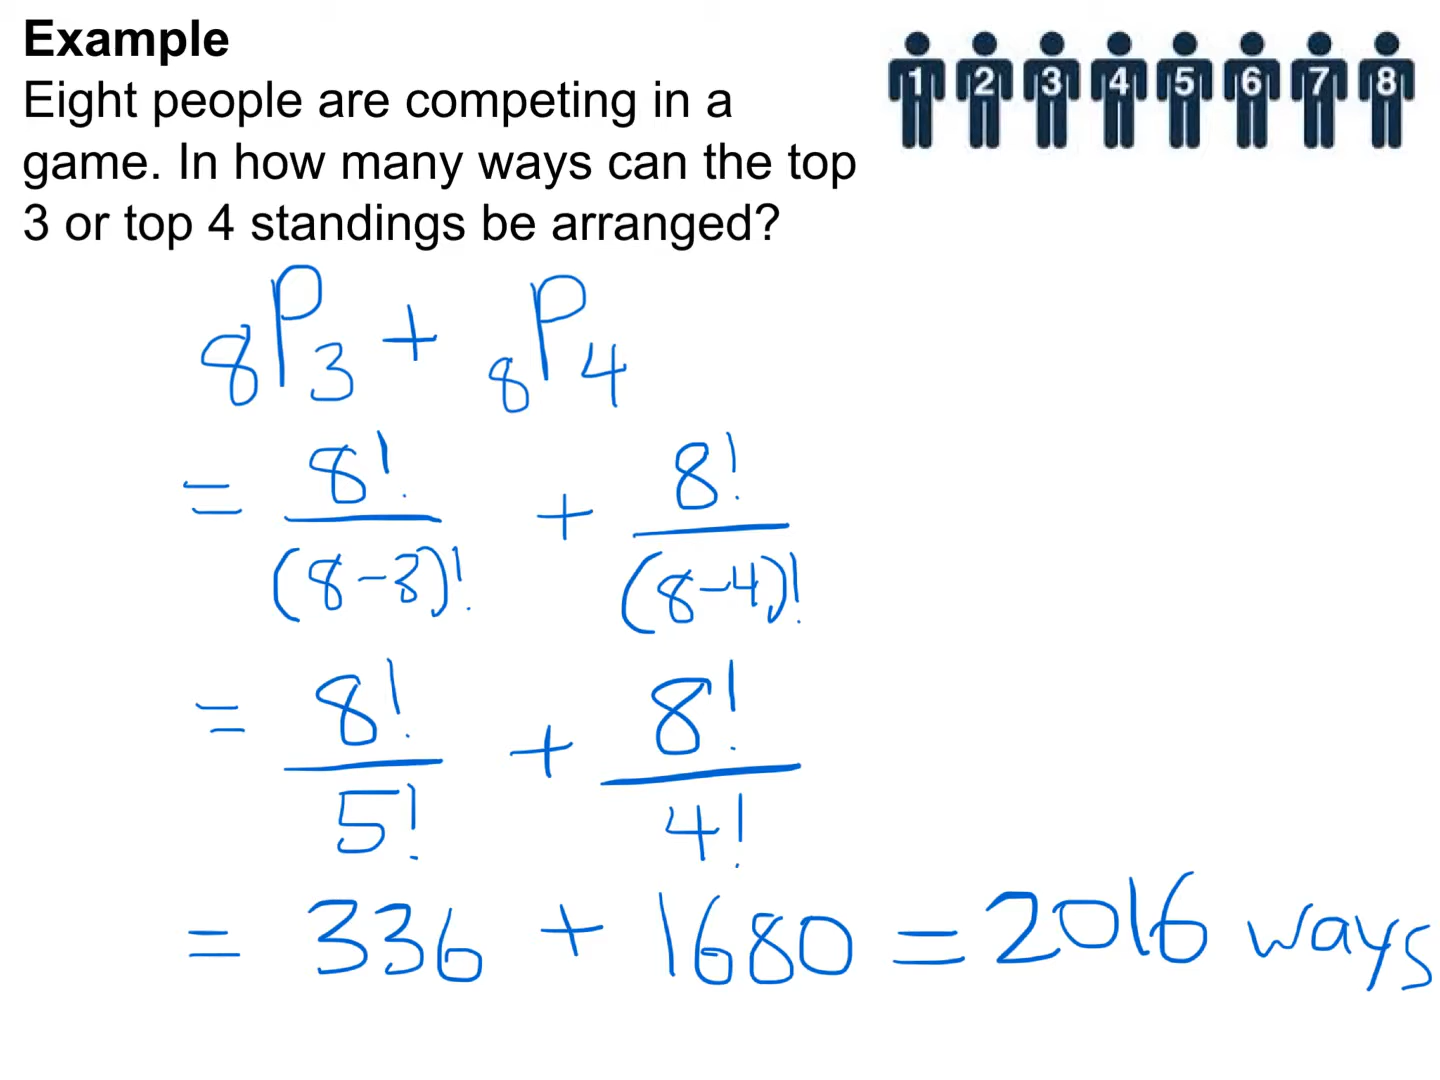 Example
Eight people are competing in a
game. In how many ways can the top
3 or top 4 standings be arranged?
1 2 3 4 5 6 7 8
₈P₃ + ₈P₄
= 8!/(8-3)! + 8!/(8-4)!
= 8!/5! + 8!/4!
= 336 + 1680 = 2016 ways